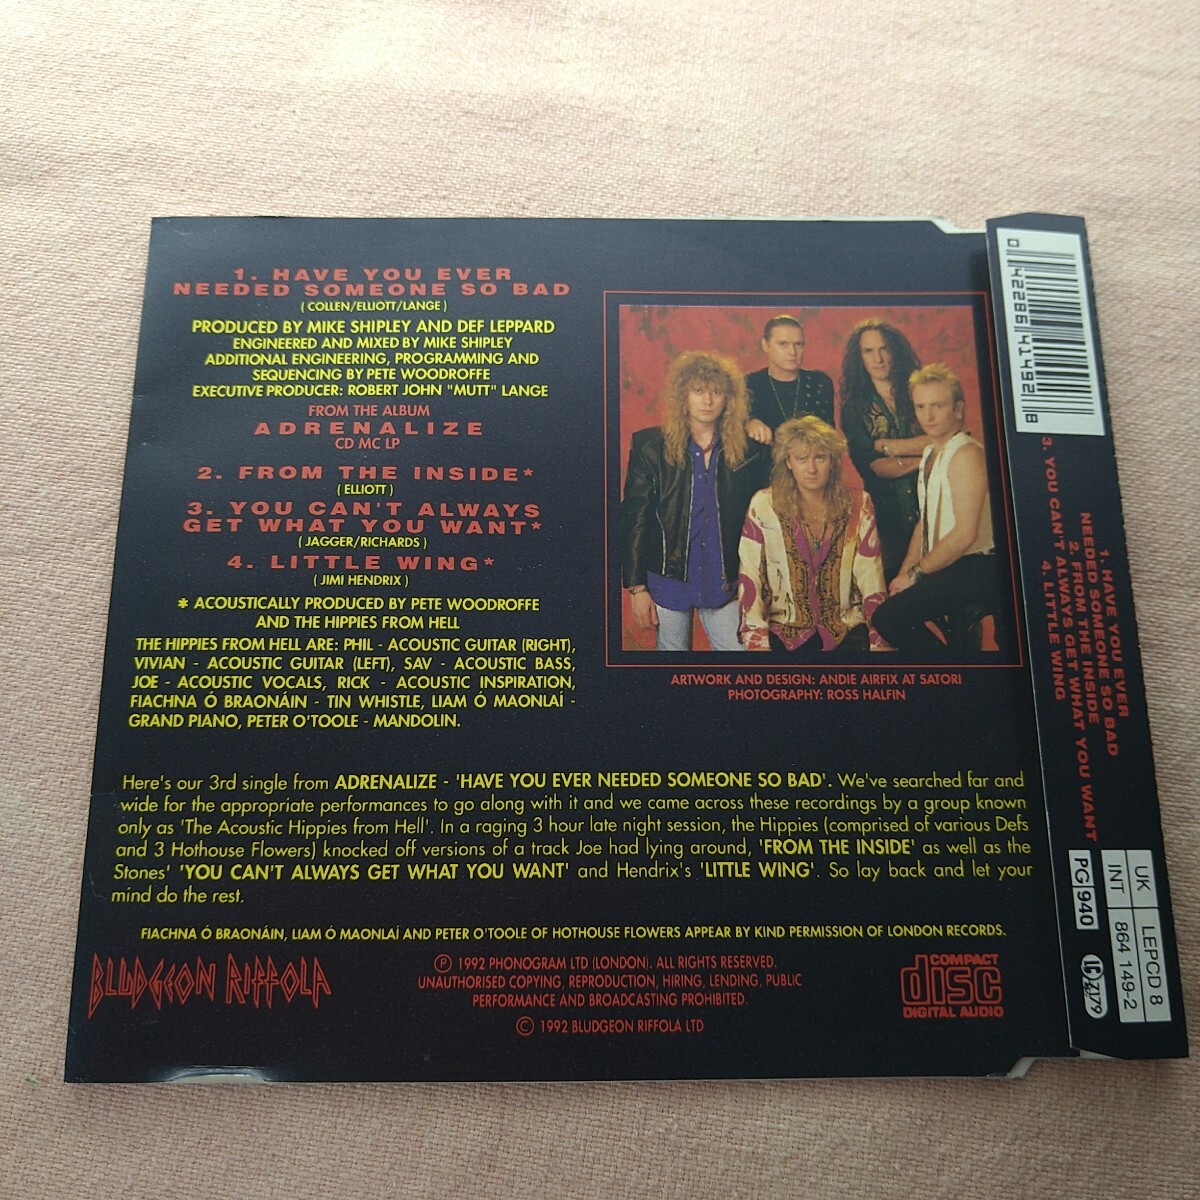 1. HAVE YOU EVER
NEEDED SOMEONE SO BAD
( COLLEN/ELLIOTT/LANGE )
PRODUCED BY MIKE SHIPLEY AND DEF LEPPARD
ENGINEERED AND MIXED BY MIKE SHIPLEY
ADDITIONAL ENGINEERING, PROGRAMMING AND
SEQUENCING BY PETE WOODROFFE
EXECUTIVE PRODUCER: ROBERT JOHN "MUTT" LANGE
FROM THE ALBUM
ADRENALIZE
CD MC LP
2. FROM THE INSIDE*
( ELLIOTT )
3. YOU CAN'T ALWAYS
GET WHAT YOU WANT*
( JAGGER/RICHARDS )
4. LITTLE WING*
( JIMI HENDRIX )
* ACOUSTICALLY PRODUCED BY PETE WOODROFFE
AND THE HIPPIES FROM HELL
THE HIPPIES FROM HELL ARE: PHIL - ACOUSTIC GUITAR (RIGHT),
VIVIAN - ACOUSTIC GUITAR (LEFT), SAV - ACOUSTIC BASS,
JOE - ACOUSTIC VOCALS, RICK - ACOUSTIC INSPIRATION,
FIACHNA Ó BRAONÁIN - TIN WHISTLE, LIAM Ó MAONLAÍ -
GRAND PIANO, PETER O'TOOLE - MANDOLIN.
ARTWORK AND DESIGN: ANDIE AIRFIX AT SATORI
PHOTOGRAPHY: ROSS HALFIN
Here's our 3rd single from ADRENALIZE - 'HAVE YOU EVER NEEDED SOMEONE SO BAD'. We've searched far and
wide for the appropriate performances to go along with it and we came across these recordings by a group known
only as 'The Acoustic Hippies from Hell'. In a raging 3 hour late night session, the Hippies (comprised of various Defs
and 3 Hothouse Flowers) knocked off versions of a track Joe had lying around, 'FROM THE INSIDE' as well as the
Stones' 'YOU CAN'T ALWAYS GET WHAT YOU WANT' and Hendrix's 'LITTLE WING'. So lay back and let your
mind do the rest.
FIACHNA Ó BRAONÁIN, LIAM Ó MAONLAÍ AND PETER O'TOOLE OF HOTHOUSE FLOWERS APPEAR BY KIND PERMISSION OF LONDON RECORDS.
BLUDGEON RIFFOLA
Ⓟ 1992 PHONOGRAM LTD (LONDON). ALL RIGHTS RESERVED.
UNAUTHORISED COPYING, REPRODUCTION, HIRING, LENDING, PUBLIC
PERFORMANCE AND BROADCASTING PROHIBITED.
© 1992 BLUDGEON RIFFOLA LTD
COMPACT
disc
DIGITAL AUDIO
0 42286 41492 8
1. HAVE YOU EVER
NEEDED SOMEONE SO BAD
2. FROM THE INSIDE
3. YOU CAN'T ALWAYS GET WHAT YOU WANT
4. LITTLE WING
UK LEPCD 8
INT 864 149-2
PG 940
LC 7179